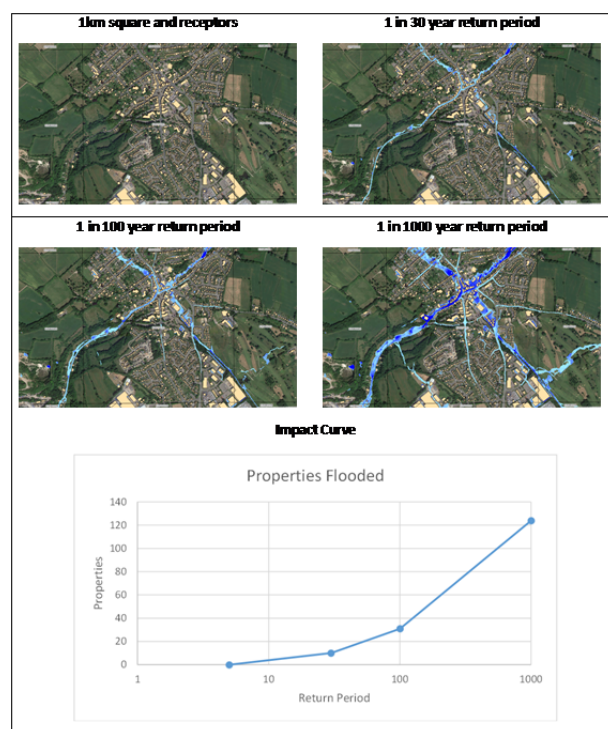 1km square and receptors
1 in 30 year return period
1 in 100 year return period
1 in 1000 year return period
Impact Curve
Properties Flooded
140
120
100
80
60
40
20
0
Properties
1
10
100
1000
Return Period